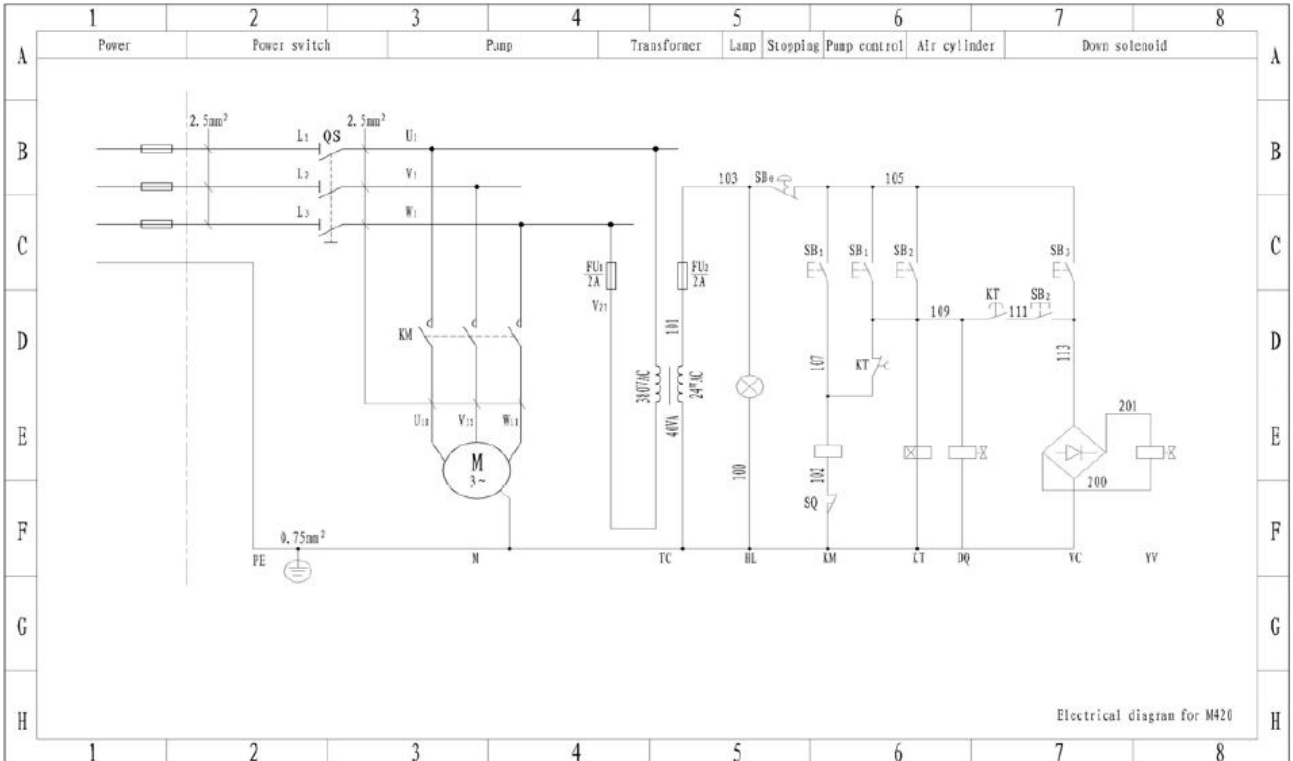 1 2 3 4 5 6 7 8
A Power Power switch Pump Transformer Lamp Stopping Pump control Air cylinder Down solenoid A
2.5mm² 2.5mm²
B L1 QS U1 B
L2 V1 103 SB0 105
L3 W1
C SB1 SB1 SB2 SB3 C
FU1 FU2
2A 2A
V21 KT SB2
109 111
D KM 101 D
107 KT 113
24VAC
U11 V11 W11 40VA 201
E E
M 100 102
3~ 200
SQ
F 0.75mm² F
PE M TC HL KM KT DQ VC YV
G G
Electrical diagran for M420
H H
1 2 3 4 5 6 7 8